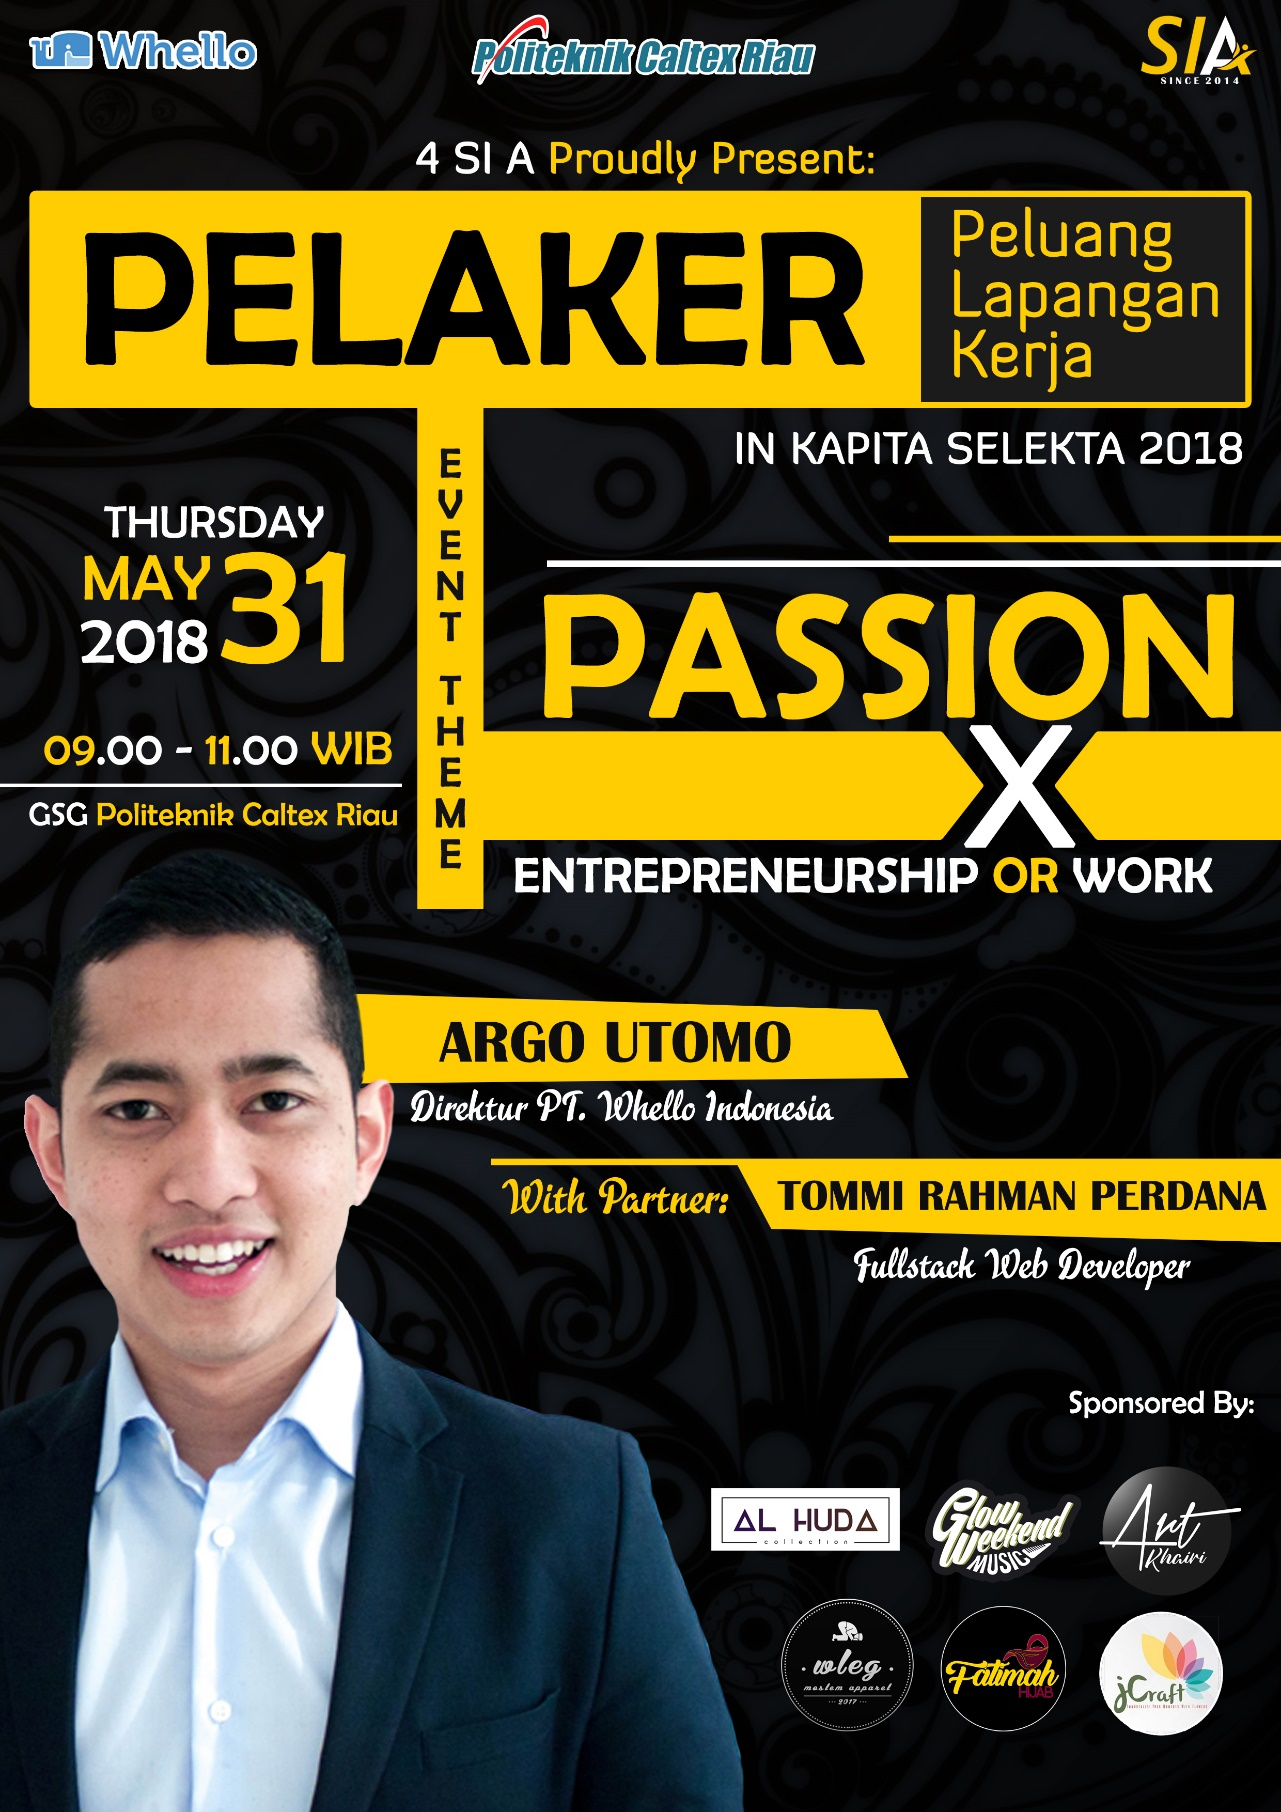 Whello
Politeknik Caltex Riau
SIA
SINCE 2014
4 SI A Proudly Present:
PELAKER
Peluang
Lapangan
Kerja
IN KAPITA SELEKTA 2018
THURSDAY
MAY 31
2018
09.00 - 11.00 WIB
GSG Politeknik Caltex Riau
EVENT THEME
PASSION
X
ENTREPRENEURSHIP OR WORK
ARGO UTOMO
Direktur PT. Whello Indonesia
With Partner: TOMMI RAHMAN PERDANA
Fullstack Web Developer
Sponsored By:
AL HUDA
collection
Glow
Weekend
MUSIC
Art
Khairi
wleg
moslem apparel
2017
Fatimah
HIJAB
jCraft